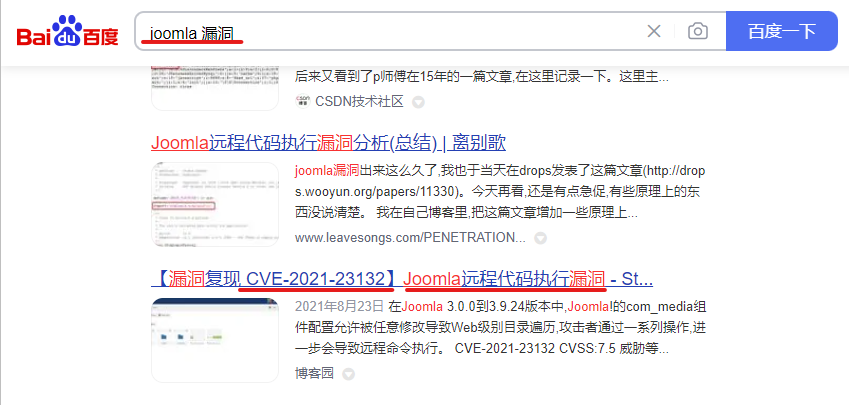 Bai du 百度
joomla 漏洞
百度一下
后来又看到了p师傅在15年的一篇文章,在这里记录一下。这里主...
CSDN技术社区
Joomla远程代码执行漏洞分析(总结) | 离别歌
joomla漏洞出来这么久了,我也于当天在drops发表了这篇文章(http://drop
s.wooyun.org/papers/11330)。今天再看,还是有点急促,有些原理上的东
西没说清楚。 我在自己博客里,把这篇文章增加一些原理上...
www.leavesongs.com/PENETRATION...
【漏洞复现 CVE-2021-23132】Joomla远程代码执行漏洞 - St...
2021年8月23日 在Joomla 3.0.0到3.9.24版本中,Joomla!的com_media组
件配置允许被任意修改导致Web级别目录遍历,攻击者通过一系列操作,进
一步会导致远程命令执行。 CVE-2021-23132 CVSS:7.5 威胁等...
博客园